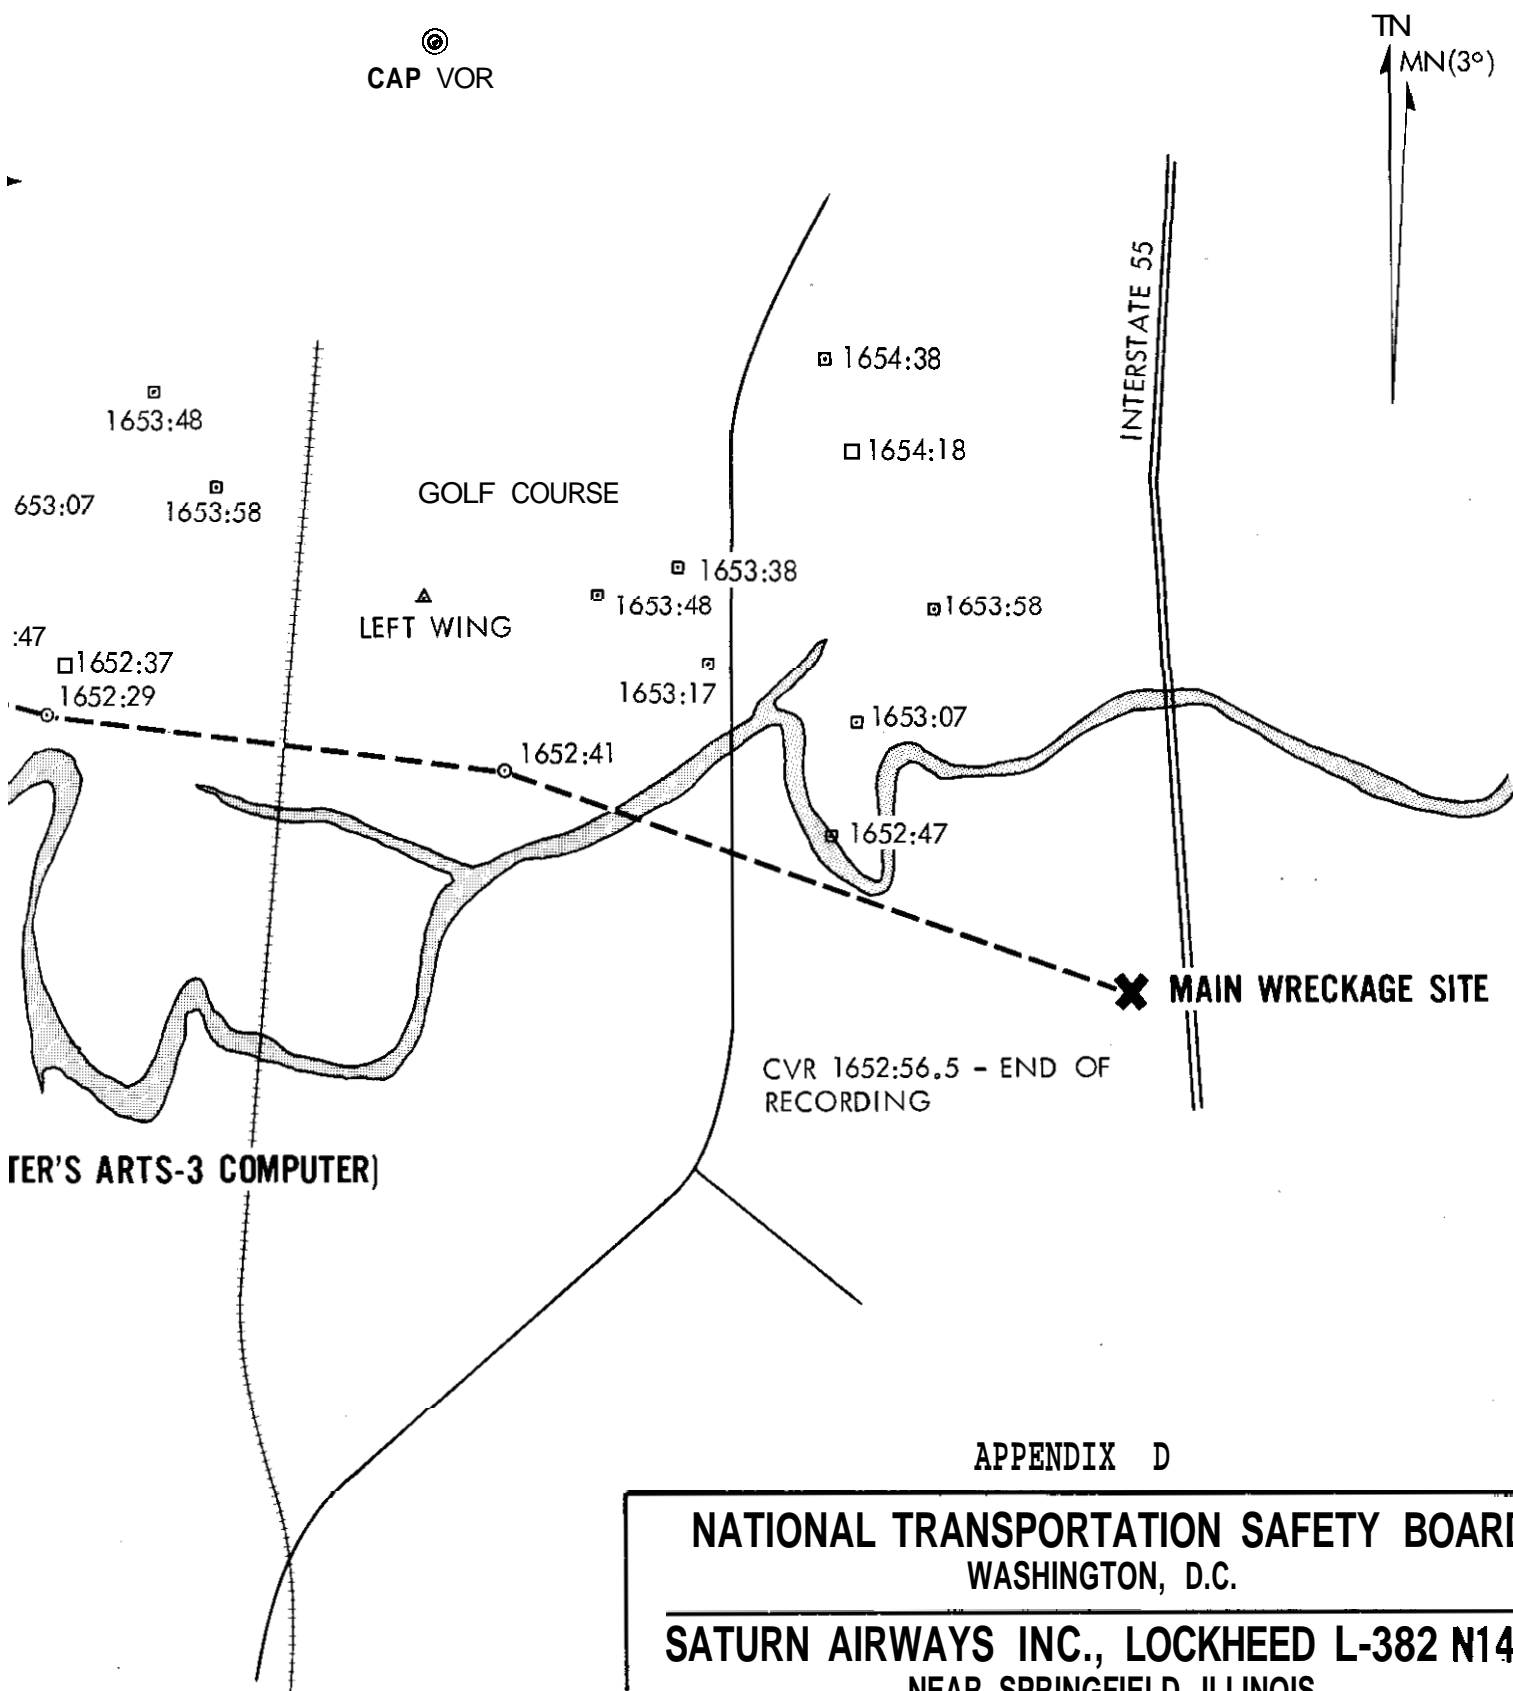 TN
CAP VOR
MN(3°)
INTERSTATE 55
1654:38
1653:48
1654:18
GOLF COURSE
653:07
1653:58
1653:38
1653:48
1653:58
LEFT WING
:47
1652:37
1652:29
1653:17
1653:07
1652:41
1652:47
MAIN WRECKAGE SITE
CVR 1652:56.5 - END OF
RECORDING
TER'S ARTS-3 COMPUTER)
APPENDIX D
NATIONAL TRANSPORTATION SAFETY BOARD
WASHINGTON, D.C.
SATURN AIRWAYS INC., LOCKHEED L-382 N14
NEAR SPRINGFIELD ILLINOIS